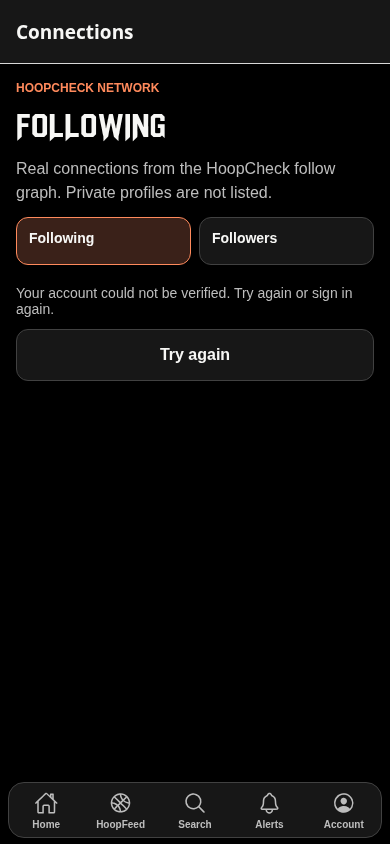 Connections
HOOPCHECK NETWORK
FOLLOWING
Real connections from the HoopCheck follow
graph. Private profiles are not listed.
Following
Followers
Your account could not be verified. Try again or sign in
again.
Try again
Home
HoopFeed
Search
Alerts
Account